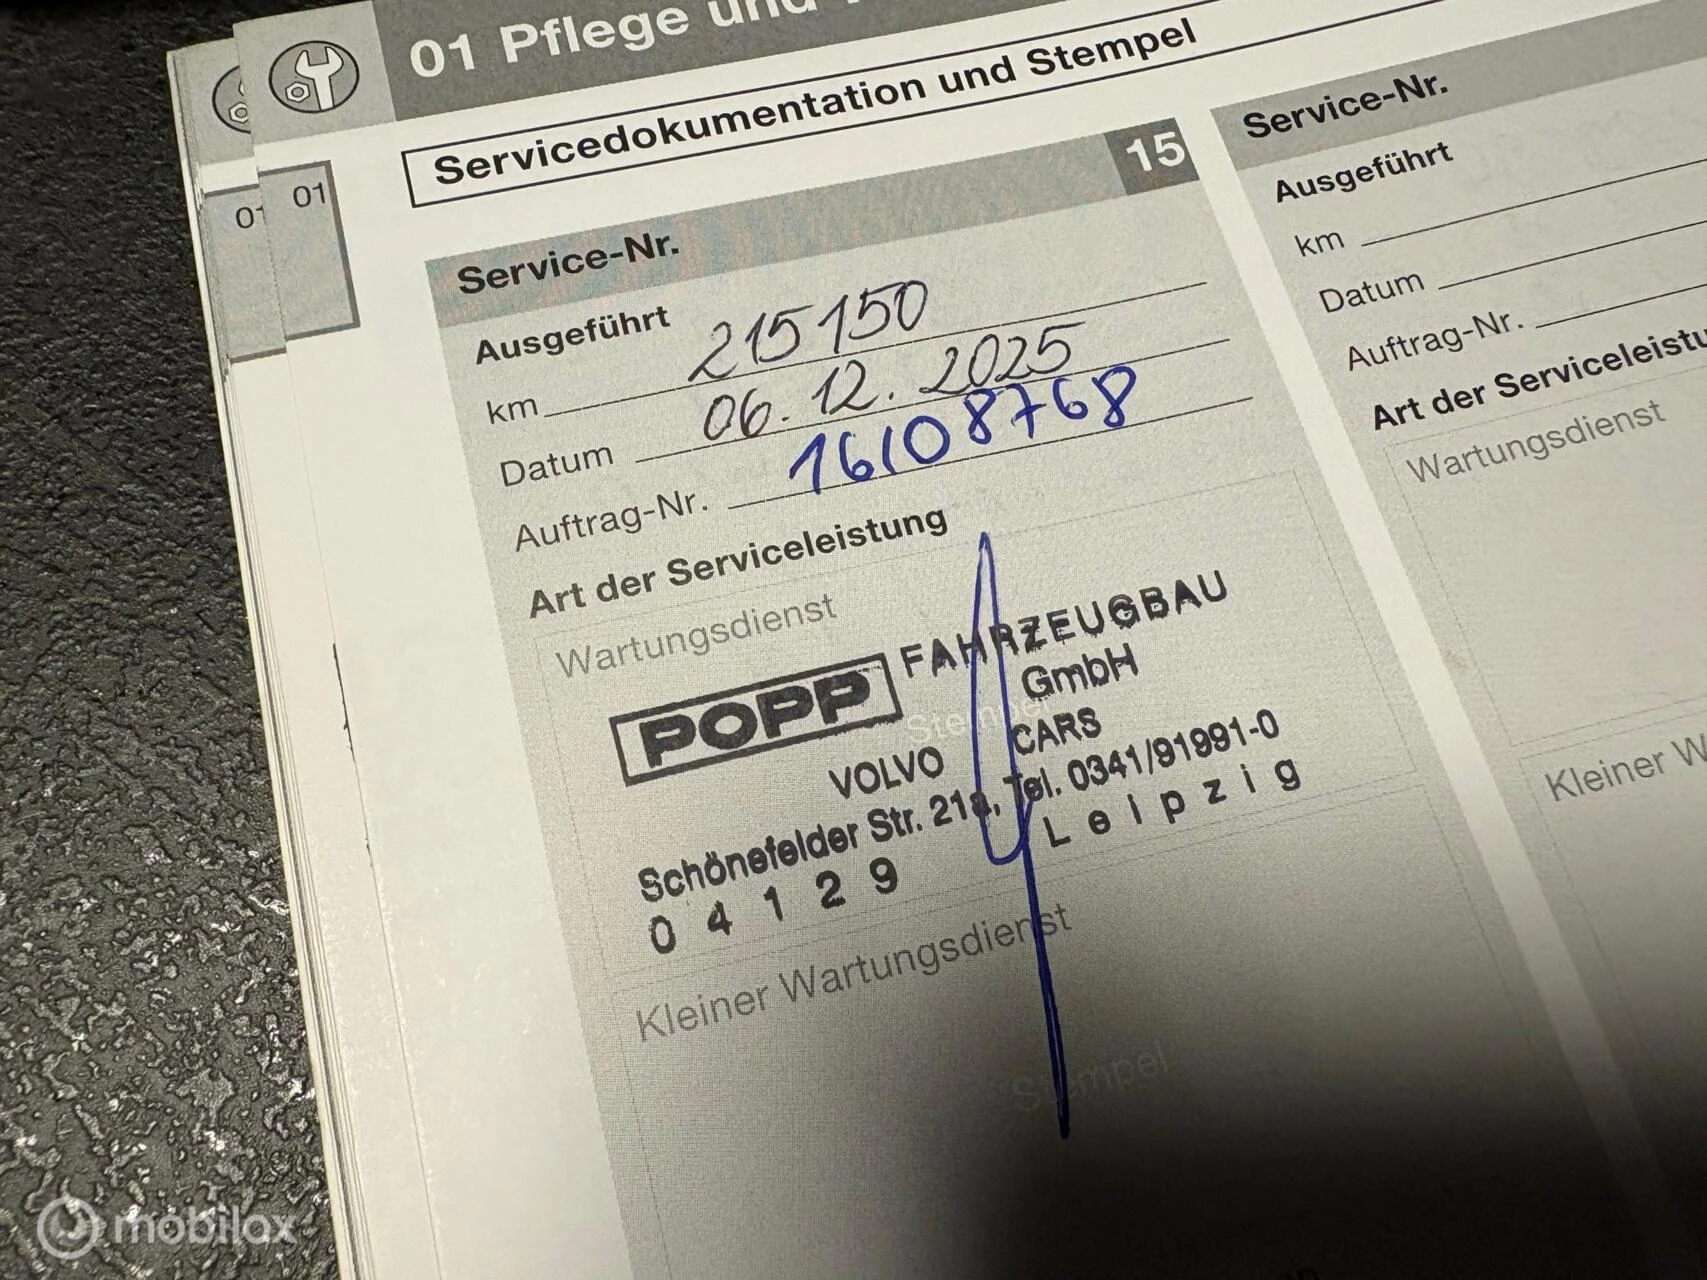 01 Pflege und
Servicedokumentation und Stempel
01
01
Service-Nr. 15
Ausgeführt
km 215150
Datum 06.12.2025
Auftrag-Nr. 16108768
Art der Serviceleistung
Wartungsdienst
Stempel
POPP FAHRZEUGBAU
GmbH
VOLVO CARS
Schönefelder Str. 218, Tel. 0341/91991-0
04129 Leipzig
Kleiner Wartungsdienst
Stempel
Service-Nr.
Ausgeführt
km
Datum
Auftrag-Nr.
Art der Serviceleistu
Wartungsdienst
Kleiner W
mobilox